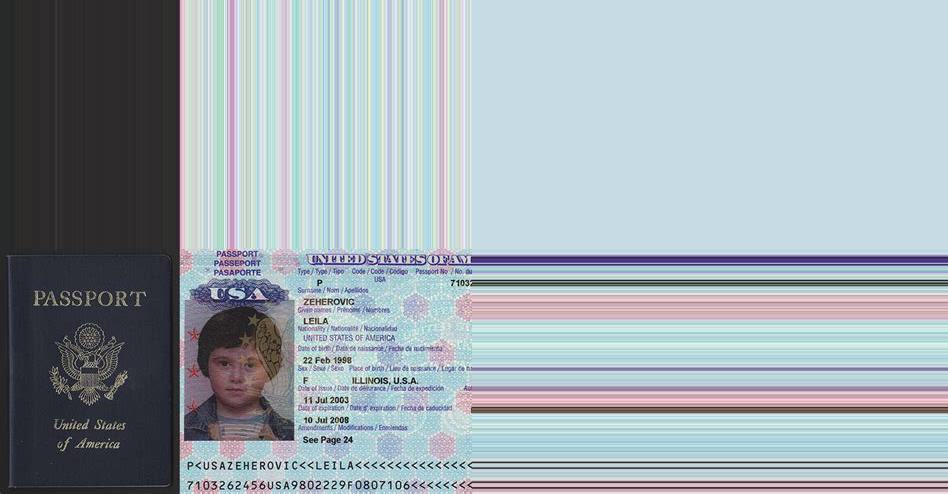 PASSPORT
United States
of America
PASSPORT
PASSEPORT
PASAPORTE
USA
UNITED STATES OF AM
Type / Type / Tipo Code / Code / Código Passport No / No. du
P USA 71032
Surname / Nom / Apellidos
ZEHEROVIC
Given names / Prénoms / Nombres
LEILA
Nationality / Nationalité / Nacionalidad
UNITED STATES OF AMERICA
Date of birth / Date de naissance / Fecha de nacimiento
22 Feb 1998
Sex / Sexe / Sexo Place of birth / Lieu de naissance / Lugar de n
F ILLINOIS, U.S.A.
Date of issue / Date de délivrance / Fecha de expedición Au
11 Jul 2003
Date of expiration / Date d' expiration / Fecha de caducidad
10 Jul 2008
Amendments / Modifications / Enmiendas
See Page 24
P<USAZEHEROVIC<<LEILA<<<<<<<<<<<<<<<
7103262456USA9802229F0807106<<<<<<<<